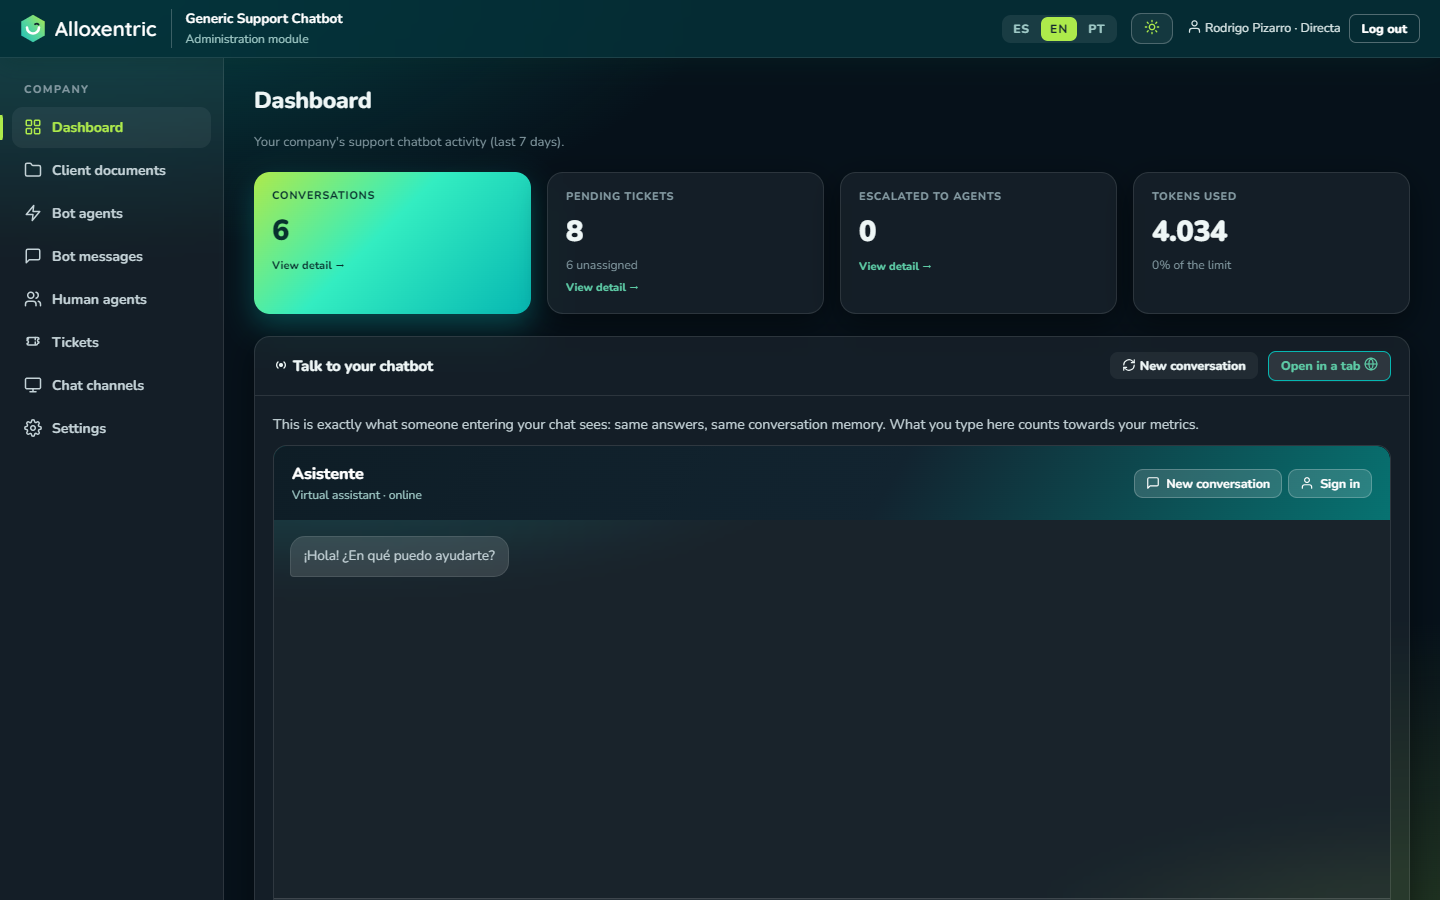 Alloxentric
Generic Support Chatbot
Administration module
ES EN PT
Rodrigo Pizarro · Directa
Log out
COMPANY
Dashboard
Client documents
Bot agents
Bot messages
Human agents
Tickets
Chat channels
Settings
Dashboard
Your company's support chatbot activity (last 7 days).
CONVERSATIONS
6
View detail →
PENDING TICKETS
8
6 unassigned
View detail →
ESCALATED TO AGENTS
0
View detail →
TOKENS USED
4.034
0% of the limit
Talk to your chatbot
New conversation
Open in a tab
This is exactly what someone entering your chat sees: same answers, same conversation memory. What you type here counts towards your metrics.
Asistente
Virtual assistant · online
New conversation
Sign in
¡Hola! ¿En qué puedo ayudarte?